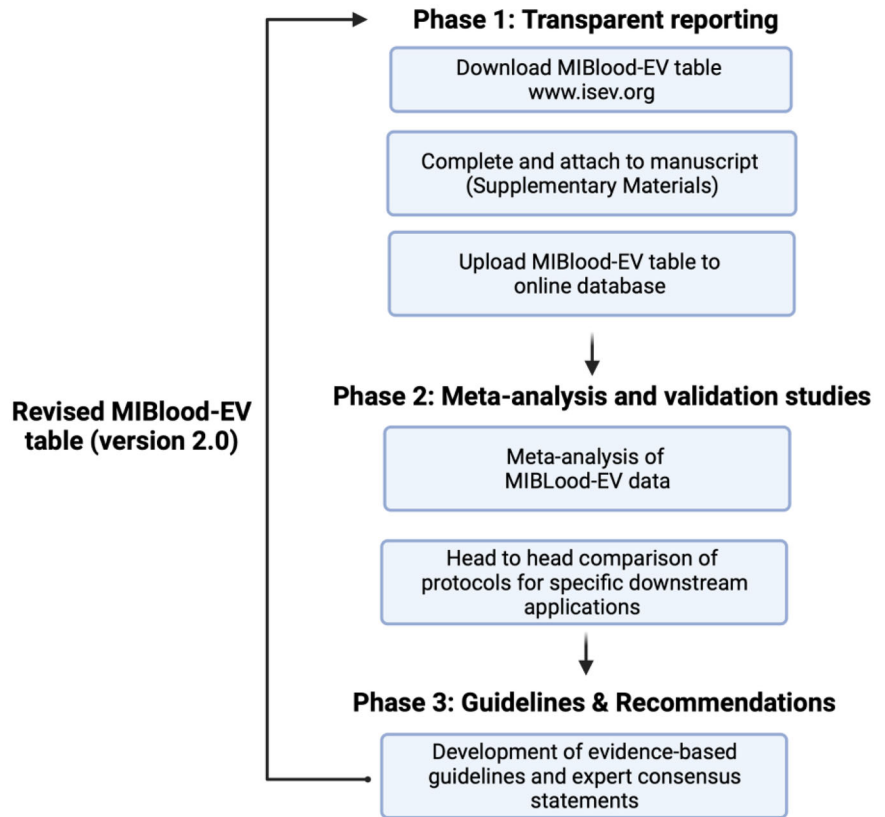 Phase 1: Transparent reporting
Download MIBlood-EV table
www.isev.org
Complete and attach to manuscript
(Supplementary Materials)
Upload MIBlood-EV table to
online database
Phase 2: Meta-analysis and validation studies
Revised MIBlood-EV
table (version 2.0)
Meta-analysis of
MIBLood-EV data
Head to head comparison of
protocols for specific downstream
applications
Phase 3: Guidelines & Recommendations
Development of evidence-based
guidelines and expert consensus
statements